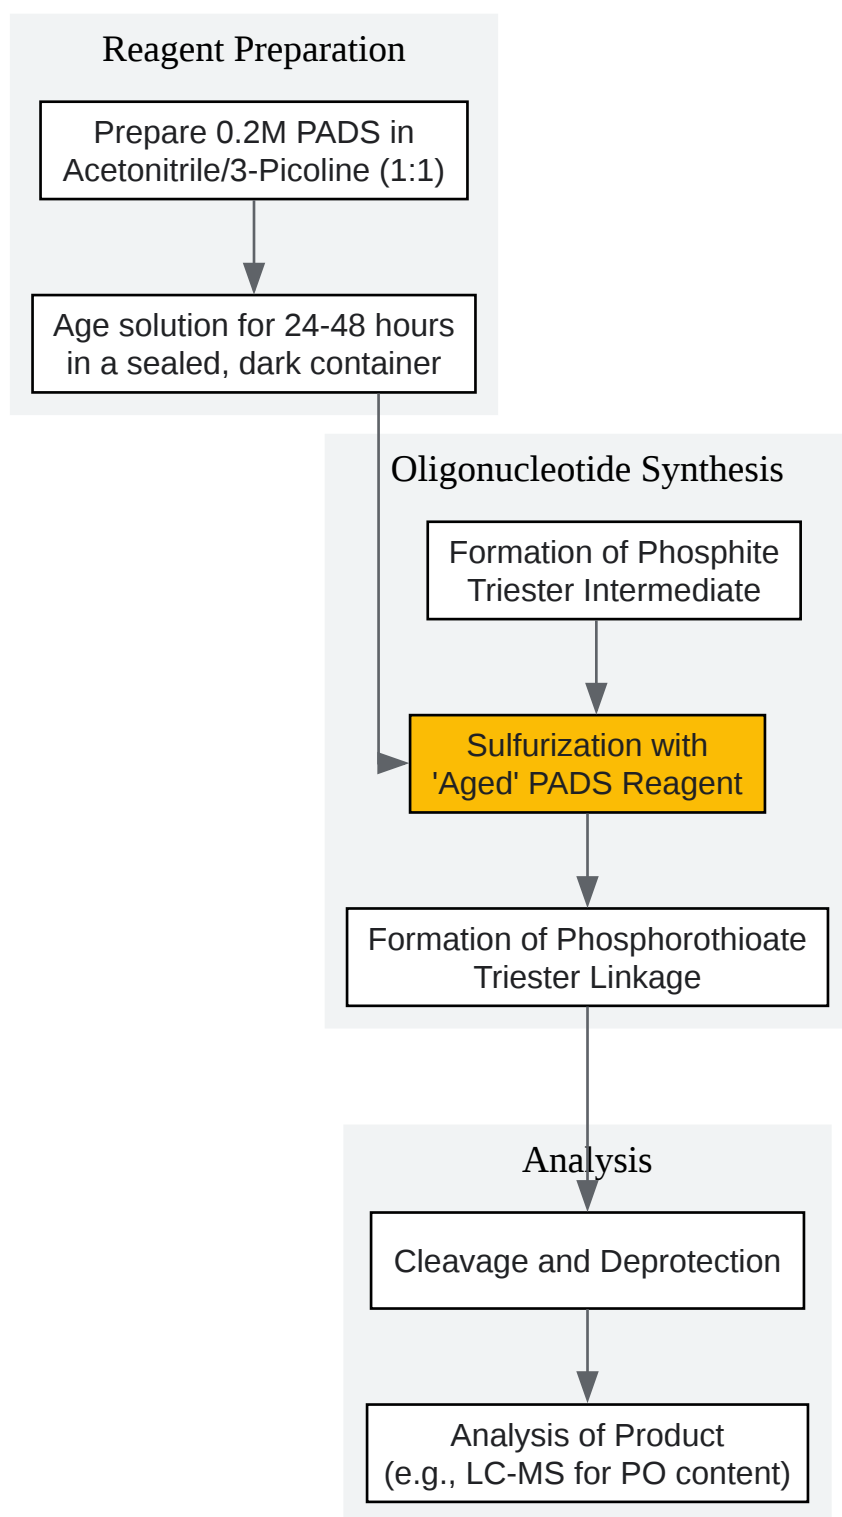 Reagent Preparation
Prepare 0.2M PADS in
Acetonitrile/3-Picoline (1:1)
Age solution for 24-48 hours
in a sealed, dark container
Oligonucleotide Synthesis
Formation of Phosphite
Triester Intermediate
Sulfurization with
'Aged' PADS Reagent
Formation of Phosphorothioate
Triester Linkage
Analysis
Cleavage and Deprotection
Analysis of Product
(e.g., LC-MS for PO content)